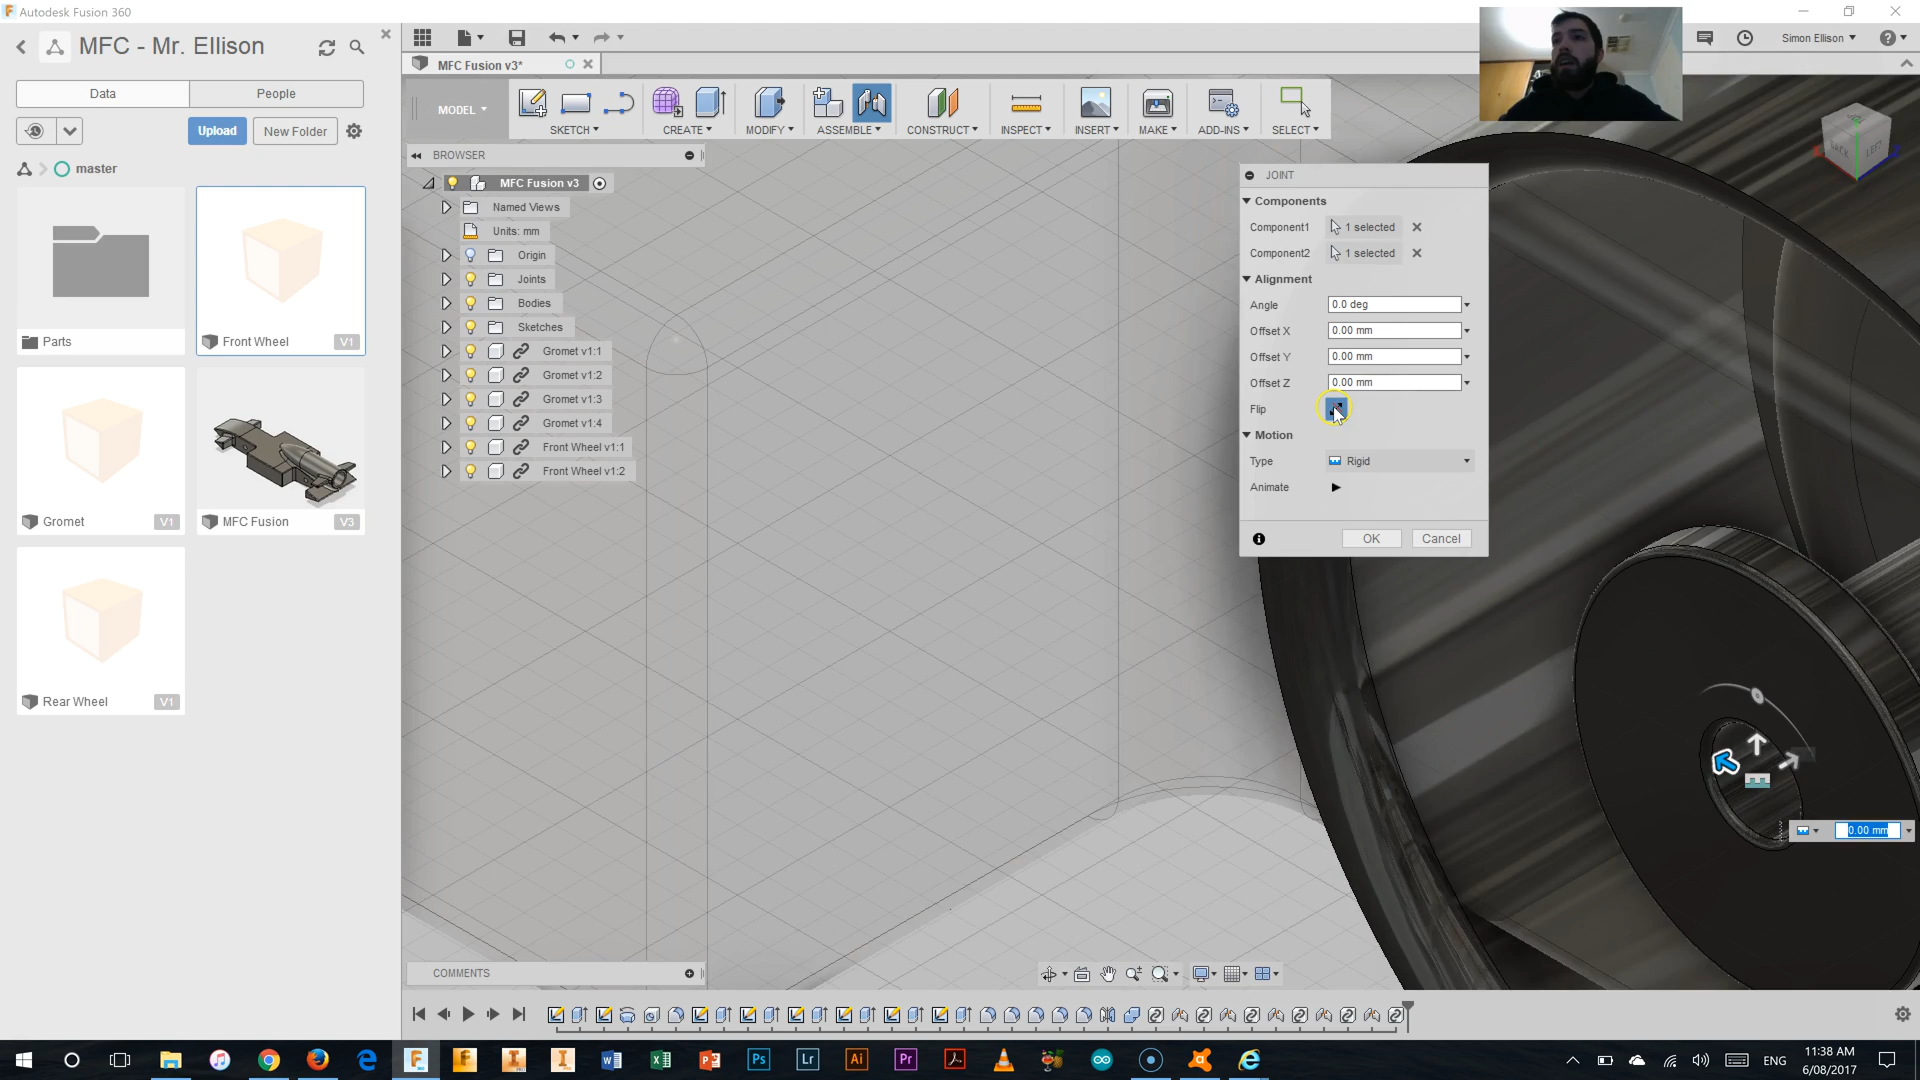 Autodesk Fusion 360
MFC - Mr. Ellison
Data
People
Upload
New Folder
master
Parts
Front Wheel
V1
Gromet
V1
MFC Fusion
V3
Rear Wheel
V1
Simon Ellison
MFC Fusion v3*
MODEL
SKETCH
CREATE
MODIFY
ASSEMBLE
CONSTRUCT
INSPECT
INSERT
MAKE
ADD-INS
SELECT
BROWSER
MFC Fusion v3
Named Views
Units: mm
Origin
Joints
Bodies
Sketches
Gromet v1:1
Gromet v1:2
Gromet v1:3
Gromet v1:4
Front Wheel v1:1
Front Wheel v1:2
JOINT
Components
Component1
1 selected
Component2
1 selected
Alignment
Angle
0.0 deg
Offset X
0.00 mm
Offset Y
0.00 mm
Offset Z
0.00 mm
Flip
Motion
Type
Rigid
Animate
OK
Cancel
BACK
LEFT
0.00 mm
COMMENTS
Ps
Lr
Ai
Pr
ENG
11:38 AM
6/08/2017